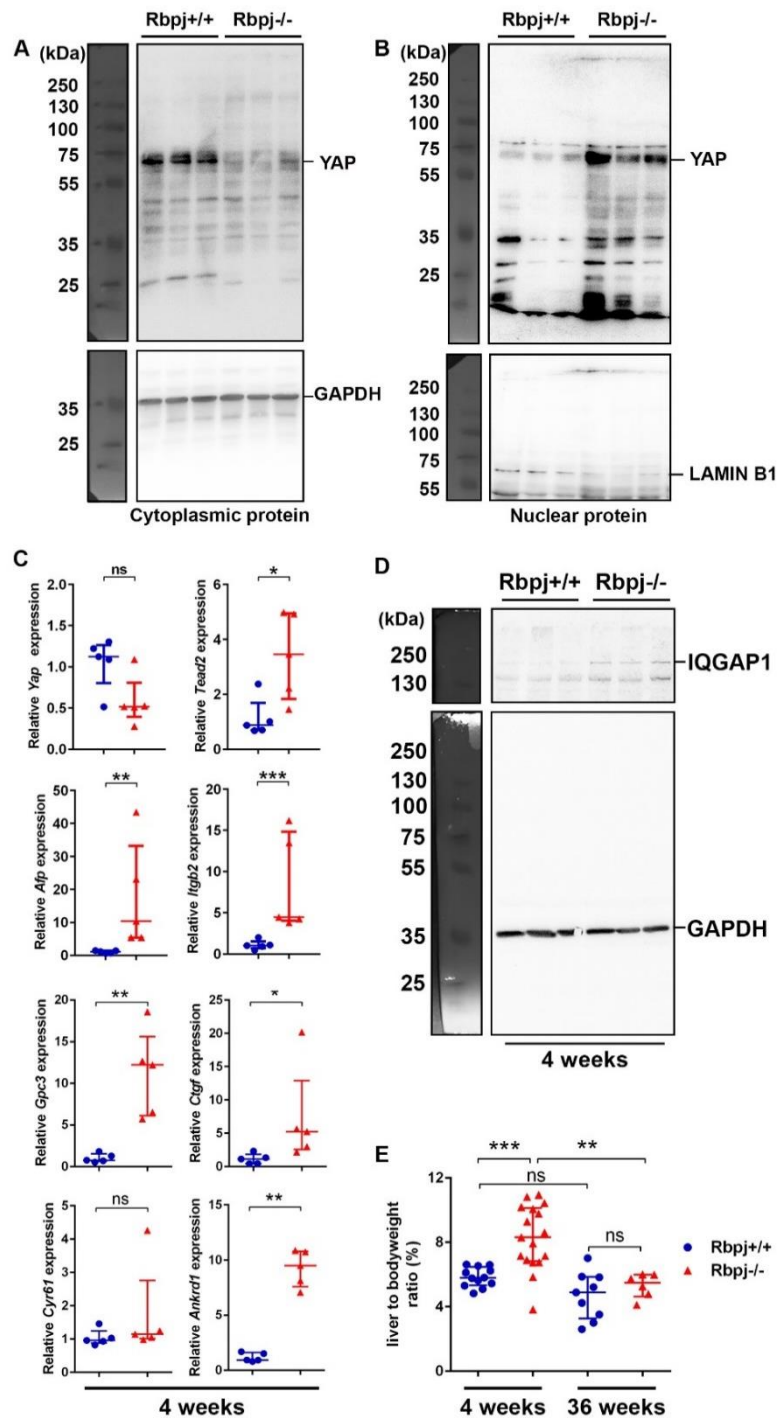 A
Rbpj+/+ Rbpj-/-
(kDa)
250
130
100
75
55
35
25
YAP
35
25
GAPDH
Cytoplasmic protein
B
Rbpj+/+ Rbpj-/-
(kDa)
250
130
100
75
55
35
25
YAP
250
130
100
75
55
LAMIN B1
Nuclear protein
C
Relative Yap expression
2.0
1.5
1.0
0.5
0.0
ns
Relative Tead2 expression
6
4
2
0
*
Relative Afp expression
50
40
30
20
10
0
**
Relative Itgb2 expression
20
15
10
5
0
***
Relative Gpc3 expression
20
15
10
5
0
**
Relative Ctgf expression
25
20
15
10
5
0
*
Relative Cyr61 expression
5
4
3
2
1
0
ns
Relative Ankrd1 expression
15
10
5
0
**
4 weeks
D
Rbpj+/+ Rbpj-/-
(kDa)
250
130
IQGAP1
250
130
100
75
55
35
25
GAPDH
4 weeks
E
liver to bodyweight
ratio (%)
12
8
4
0
*** **
ns
ns
Rbpj+/+
Rbpj-/-
4 weeks 36 weeks